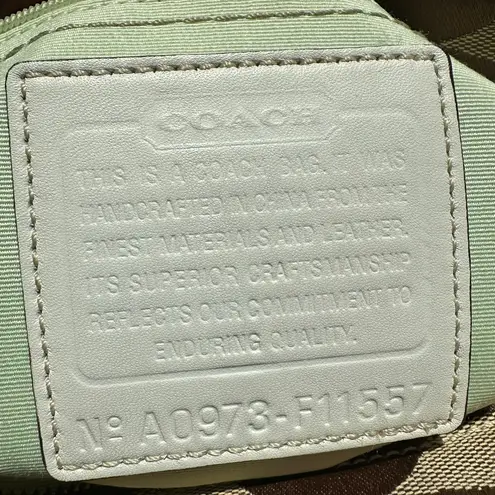 COACH
THIS IS A COACH BAG. IT WAS
HANDCRAFTED IN CHINA FROM THE
FINEST MATERIALS AND LEATHER.
ITS SUPERIOR CRAFTSMANSHIP
REFLECTS OUR COMMITMENT TO
ENDURING QUALITY.
Nº A0973-F11557